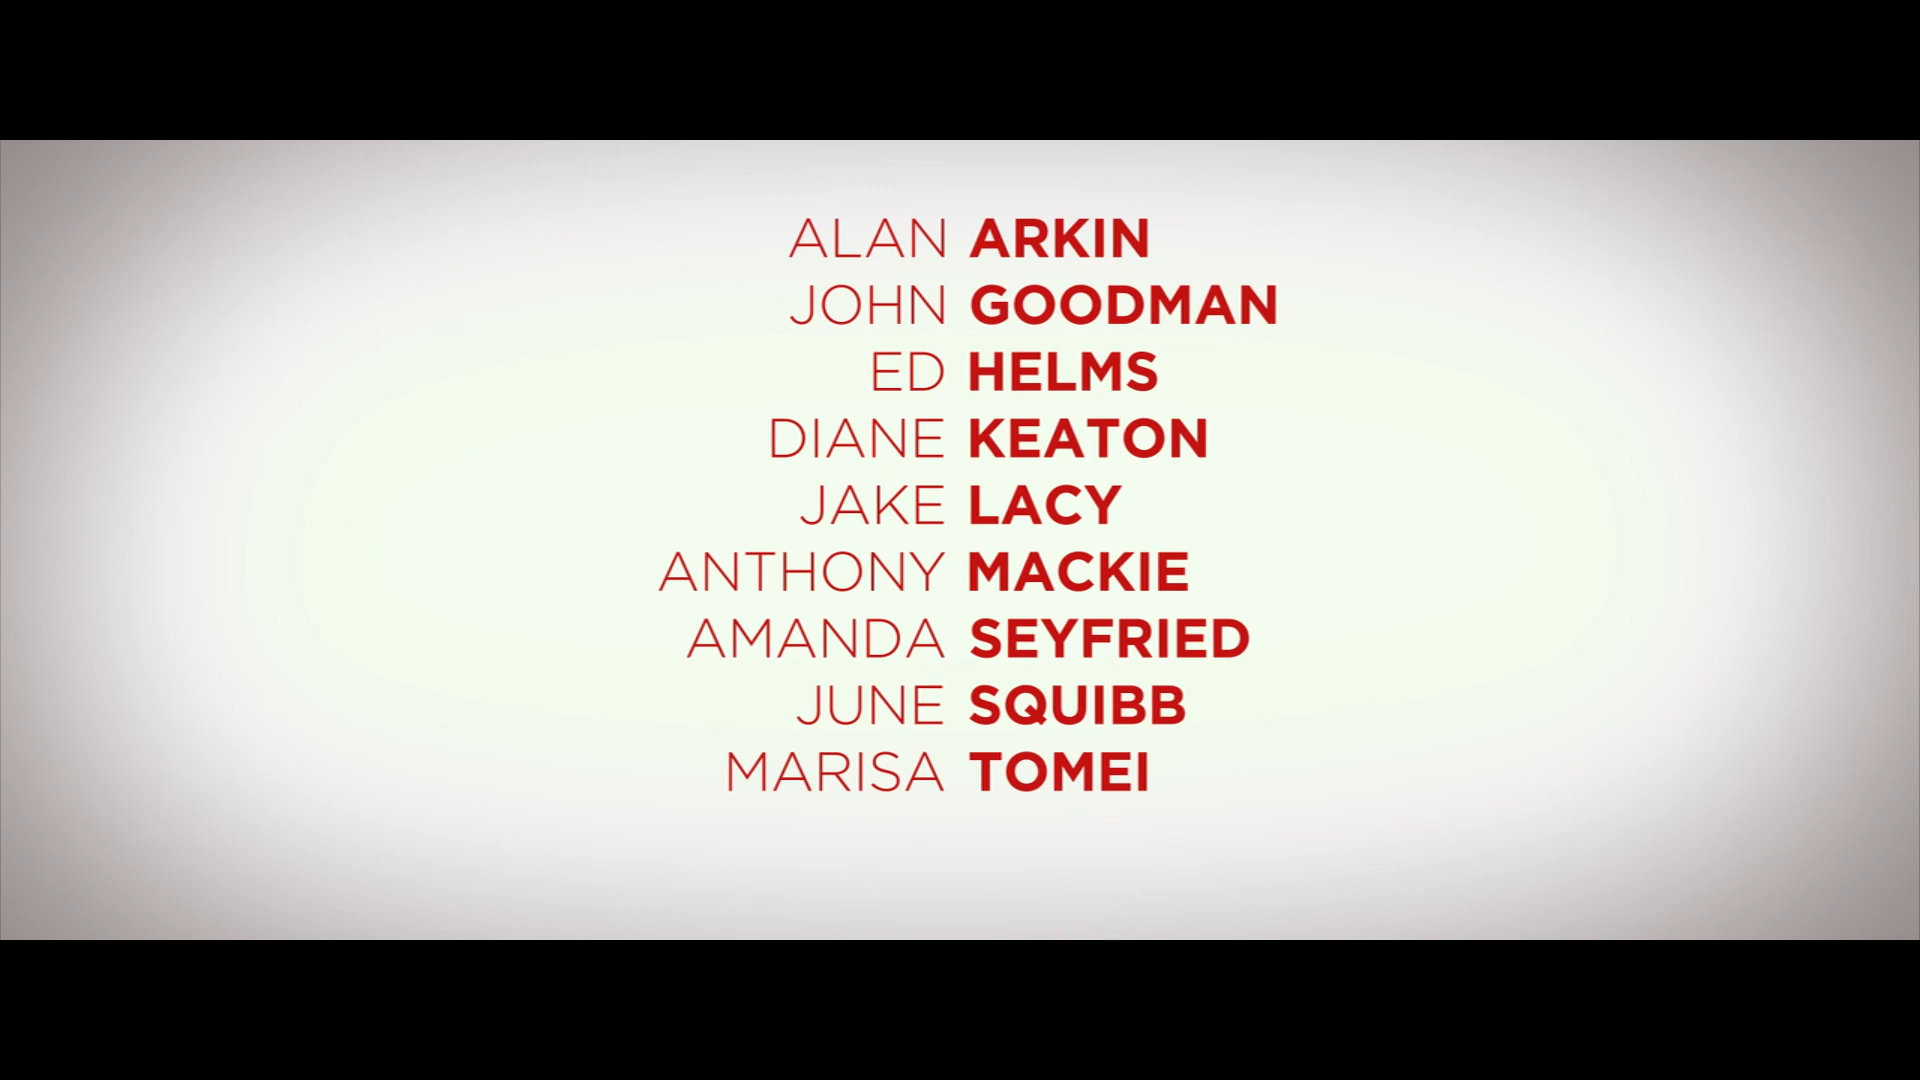 ALAN ARKIN
JOHN GOODMAN
ED HELMS
DIANE KEATON
JAKE LACY
ANTHONY MACKIE
AMANDA SEYFRIED
JUNE SQUIBB
MARISA TOMEI